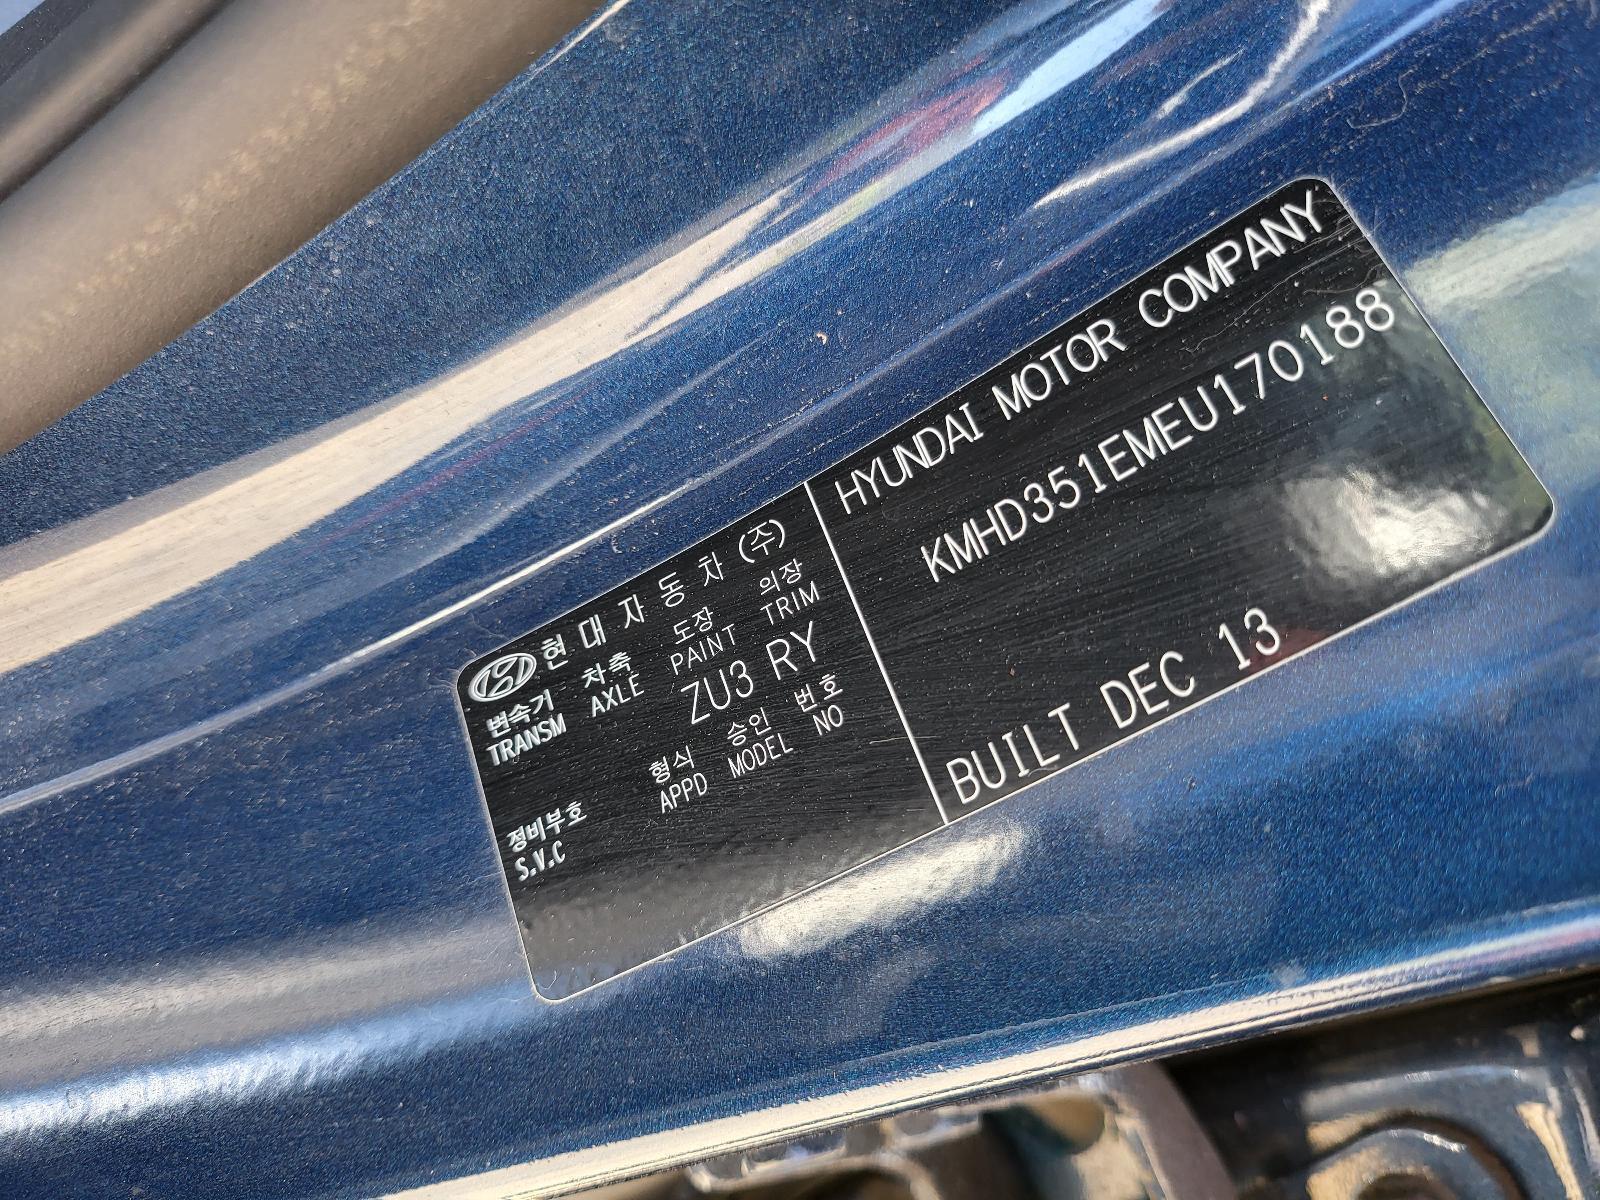 현대자동차 (주)
변속기 차축 도장 의장
TRANSM AXLE PAINT TRIM
ZU3 RY
형식 승인 번호
APPD MODEL NO
정비부호
S.V.C
HYUNDAI MOTOR COMPANY
KMHD351EMEU170188
BUILT DEC 13